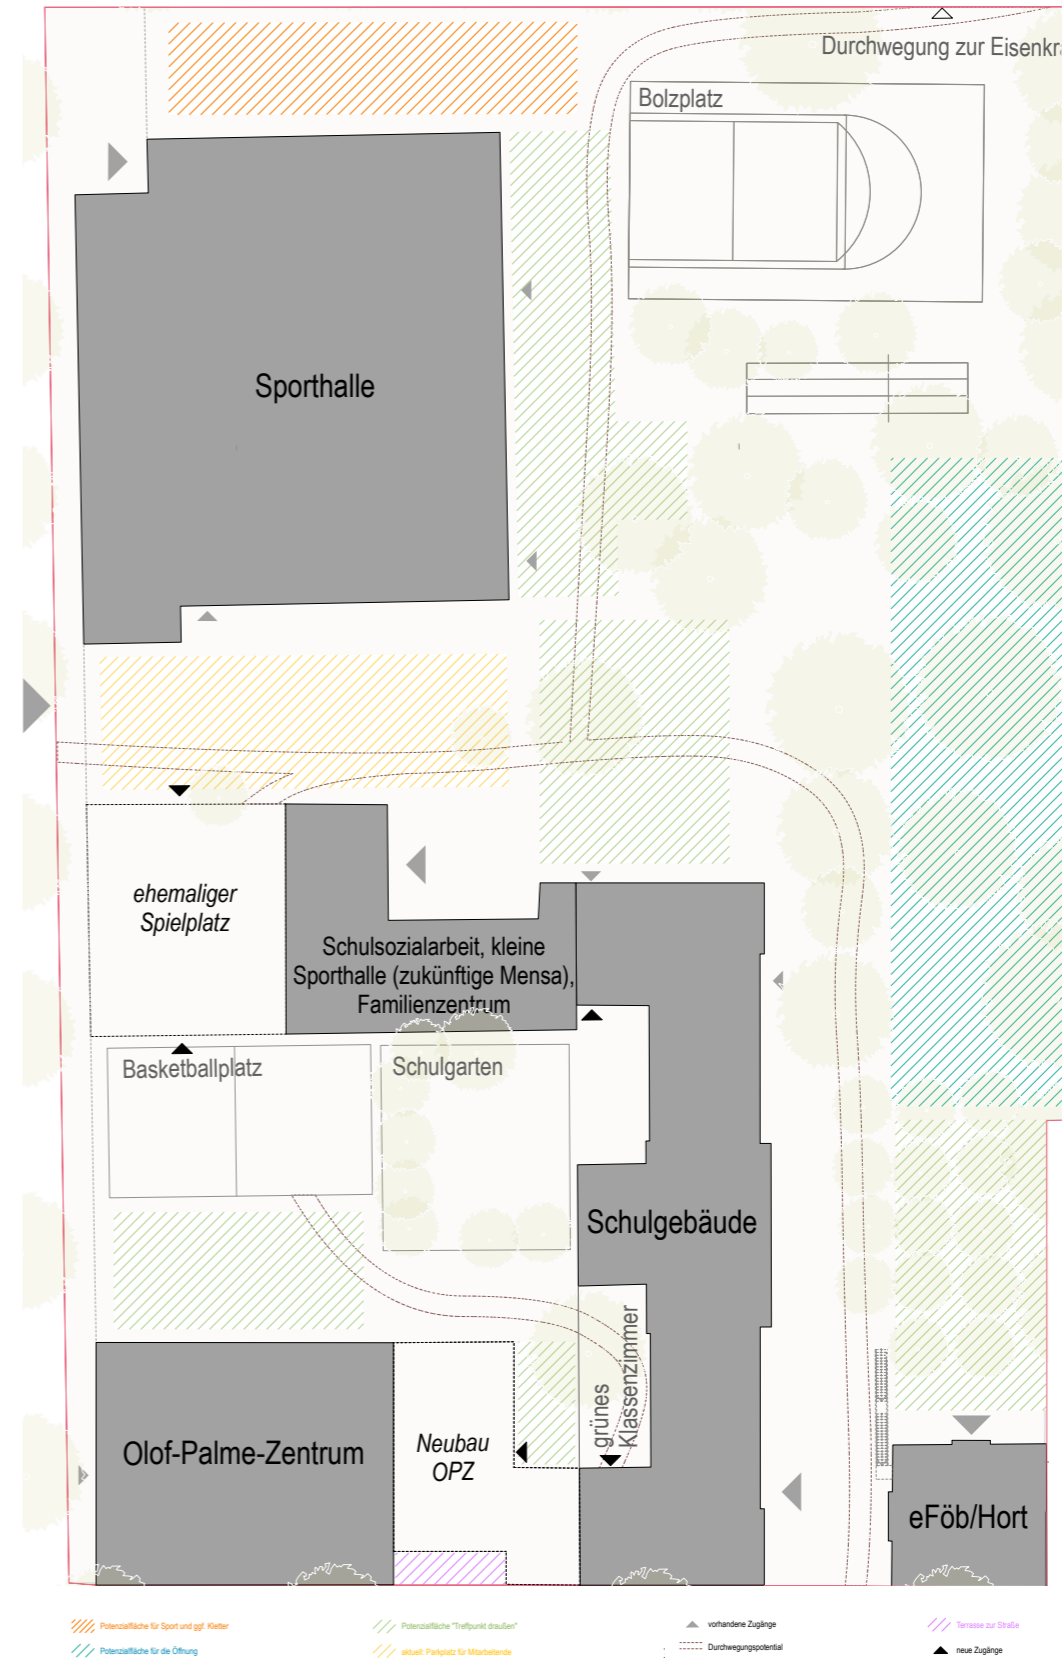 Durchwegung zur Eisenkr
Bolzplatz
Sporthalle
ehemaliger
Spielplatz
Schulsozialarbeit, kleine
Sporthalle (zukünftige Mensa),
Familienzentrum
Basketballplatz
Schulgarten
Schulgebäude
grünes
Klassenzimmer
Olof-Palme-Zentrum
Neubau
OPZ
eFöb/Hort
Potenzialfläche für Sport und ggf. Kletter
Potenzialfläche "Treffpunkt draußen"
vorhandene Zugänge
Terrasse zur Straße
Potenzialfläche für die Öffnung
aktuell: Parkplatz für Mitarbeitende
Durchwegungspotential
neue Zugänge